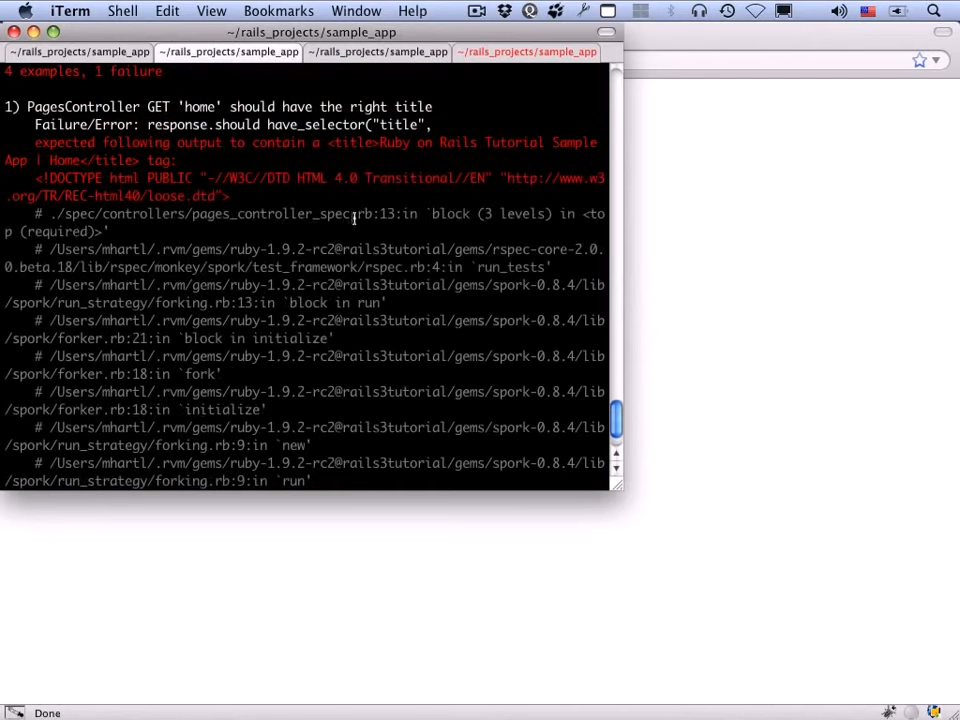 iTerm Shell Edit View Bookmarks Window Help
~/rails_projects/sample_app
~/rails_projects/sample_app ~/rails_projects/sample_app ~/rails_projects/sample_app ~/rails_projects/sample_app
4 examples, 1 failure
1) PagesController GET 'home' should have the right title
Failure/Error: response.should have_selector("title",
expected following output to contain a <title>Ruby on Rails Tutorial Sample
App | Home</title> tag:
<!DOCTYPE html PUBLIC "-//W3C//DTD HTML 4.0 Transitional//EN" "http://www.w3
.org/TR/REC-html40/loose.dtd">
# ./spec/controllers/pages_controller_spec.rb:13:in `block (3 levels) in <to
p (required)>'
# /Users/mhartl/.rvm/gems/ruby-1.9.2-rc2@rails3tutorial/gems/rspec-core-2.0.
0.beta.18/lib/rspec/monkey/spork/test_framework/rspec.rb:4:in `run_tests'
# /Users/mhartl/.rvm/gems/ruby-1.9.2-rc2@rails3tutorial/gems/spork-0.8.4/lib
/spork/run_strategy/forking.rb:13:in `block in run'
# /Users/mhartl/.rvm/gems/ruby-1.9.2-rc2@rails3tutorial/gems/spork-0.8.4/lib
/spork/forker.rb:21:in `block in initialize'
# /Users/mhartl/.rvm/gems/ruby-1.9.2-rc2@rails3tutorial/gems/spork-0.8.4/lib
/spork/forker.rb:18:in `fork'
# /Users/mhartl/.rvm/gems/ruby-1.9.2-rc2@rails3tutorial/gems/spork-0.8.4/lib
/spork/forker.rb:18:in `initialize'
# /Users/mhartl/.rvm/gems/ruby-1.9.2-rc2@rails3tutorial/gems/spork-0.8.4/lib
/spork/run_strategy/forking.rb:9:in `new'
# /Users/mhartl/.rvm/gems/ruby-1.9.2-rc2@rails3tutorial/gems/spork-0.8.4/lib
/spork/run_strategy/forking.rb:9:in `run'
Done